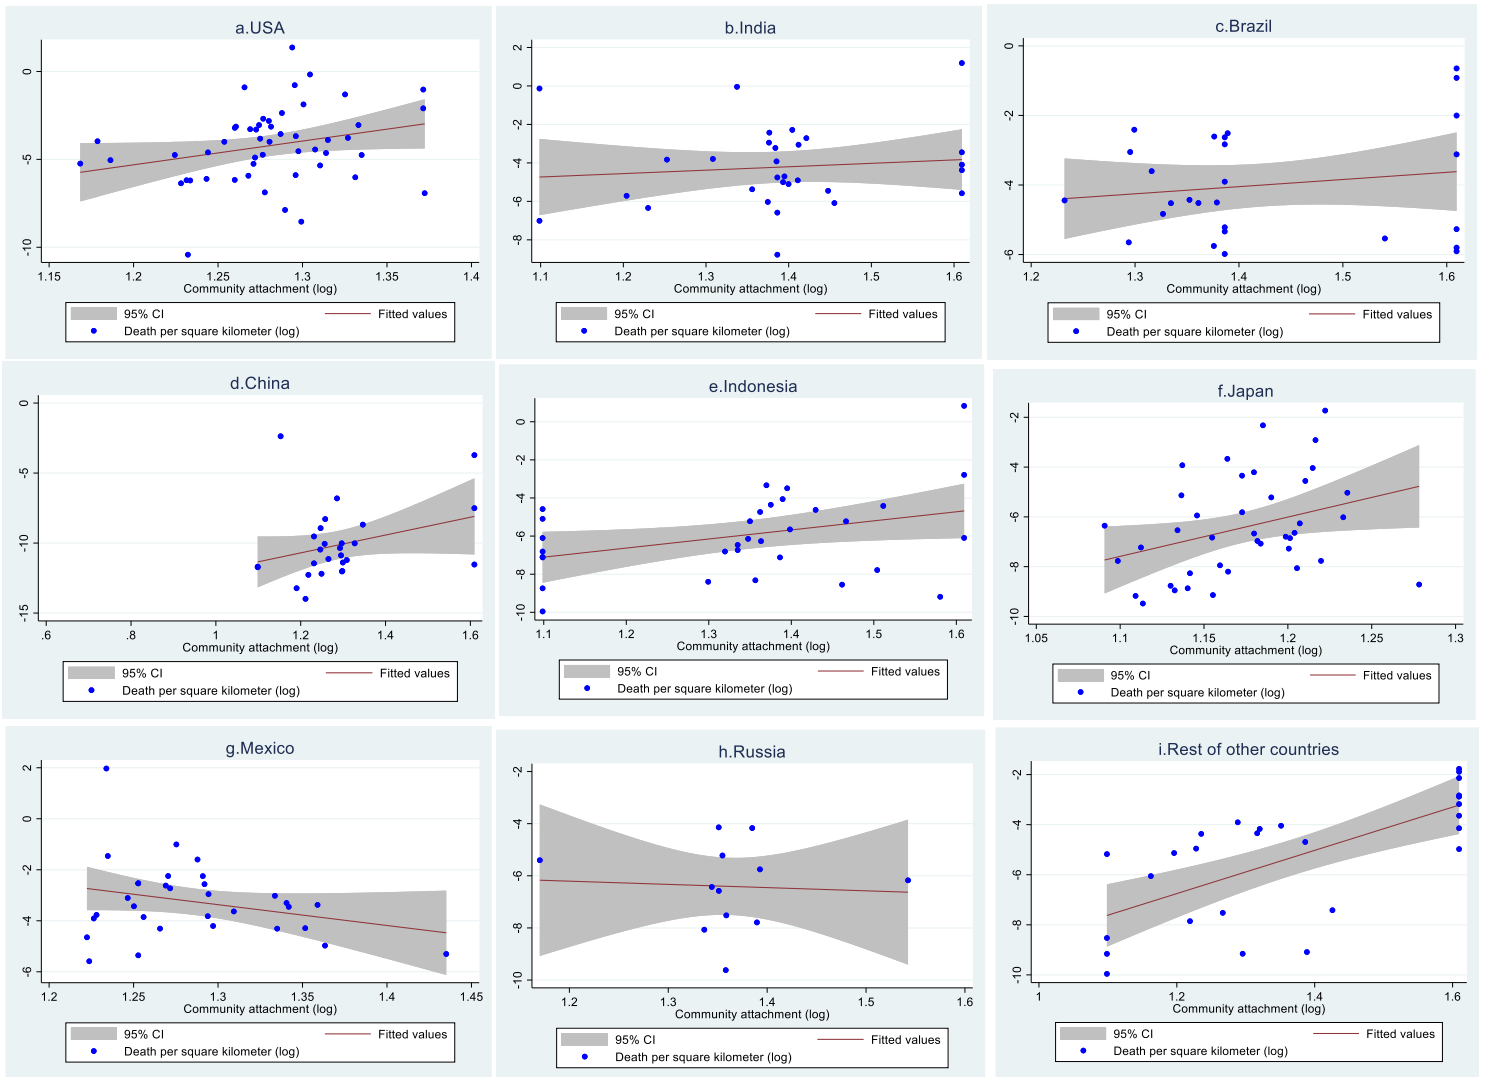 a.USA
0
-5
-10
1.15 1.2 1.25 1.3 1.35 1.4
Community attachment (log)
95% CI Fitted values
Death per square kilometer (log)
b.India
2
0
-2
-4
-6
-8
1.1 1.2 1.3 1.4 1.5 1.6
Community attachment (log)
95% CI Fitted values
Death per square kilometer (log)
c.Brazil
0
-2
-4
-6
1.2 1.3 1.4 1.5 1.6
Community attachment (log)
95% CI Fitted values
Death per square kilometer (log)
d.China
0
-5
-10
-15
.6 .8 1 1.2 1.4 1.6
Community attachment (log)
95% CI Fitted values
Death per square kilometer (log)
e.Indonesia
0
-2
-4
-6
-8
-10
1.1 1.2 1.3 1.4 1.5 1.6
Community attachment (log)
95% CI Fitted values
Death per square kilometer (log)
f.Japan
-2
-4
-6
-8
-10
1.05 1.1 1.15 1.2 1.25 1.3
Community attachment (log)
95% CI Fitted values
Death per square kilometer (log)
g.Mexico
2
0
-2
-4
-6
1.2 1.25 1.3 1.35 1.4 1.45
Community attachment (log)
95% CI Fitted values
Death per square kilometer (log)
h.Russia
-2
-4
-6
-8
-10
1.2 1.3 1.4 1.5 1.6
Community attachment (log)
95% CI Fitted values
Death per square kilometer (log)
i.Rest of other countries
-2
-4
-6
-8
-10
1 1.2 1.4 1.6
Community attachment (log)
95% CI Fitted values
Death per square kilometer (log)